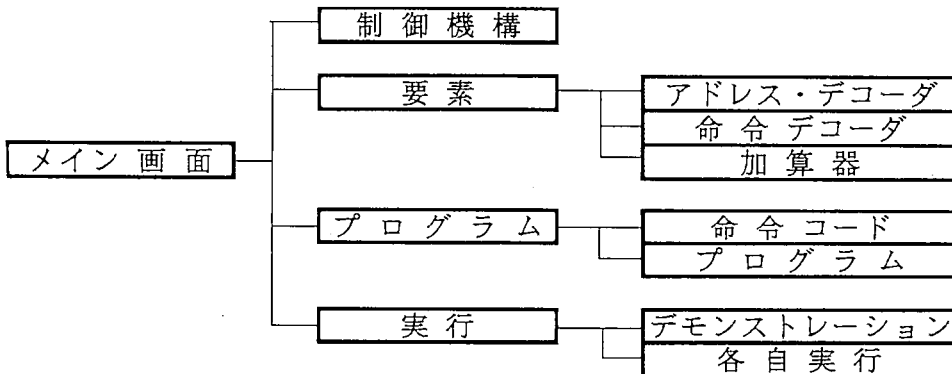 制御機構
要素
アドレス・デコーダ
命令デコーダ
メイン画面
加算器
プログラム
命令コード
プログラム
実行
デモンストレーション
各自実行